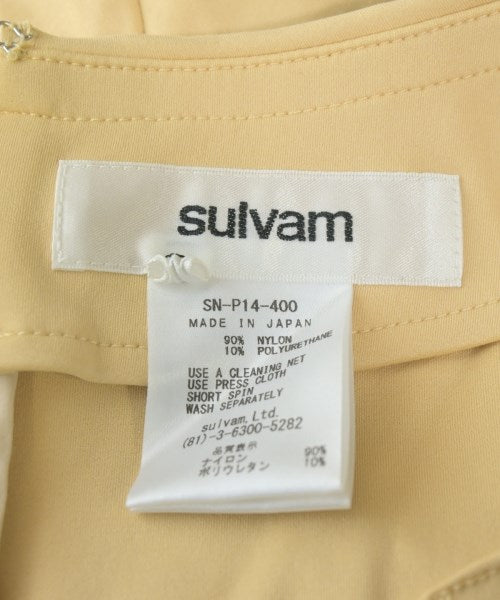 sulvam
SN-P14-400
MADE IN JAPAN
90% NYLON
10% POLYURETHANE
USE A CLEANING NET
USE PRESS CLOTH
SHORT SPIN
WASH SEPARATELY
sulvam,Ltd.
(81)-3-6300-5282
品質表示
ナイロン 90%
ポリウレタン 10%